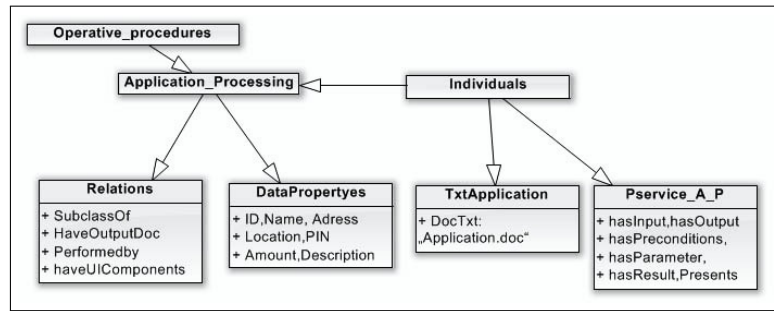 Operative_procedures
Application_Processing
Individuals
Relations
+ SubclassOf
+ HaveOutputDoc
+ Performedby
+ haveUIComponents
DataPropertyes
+ ID,Name, Adress
+ Location,PIN
+ Amount,Description
TxtApplication
+ DocTxt:
„Application.doc“
Pservice_A_P
+ hasInput,hasOutput
+ hasPreconditions,
+ hasParameter,
+ hasResult,Presents